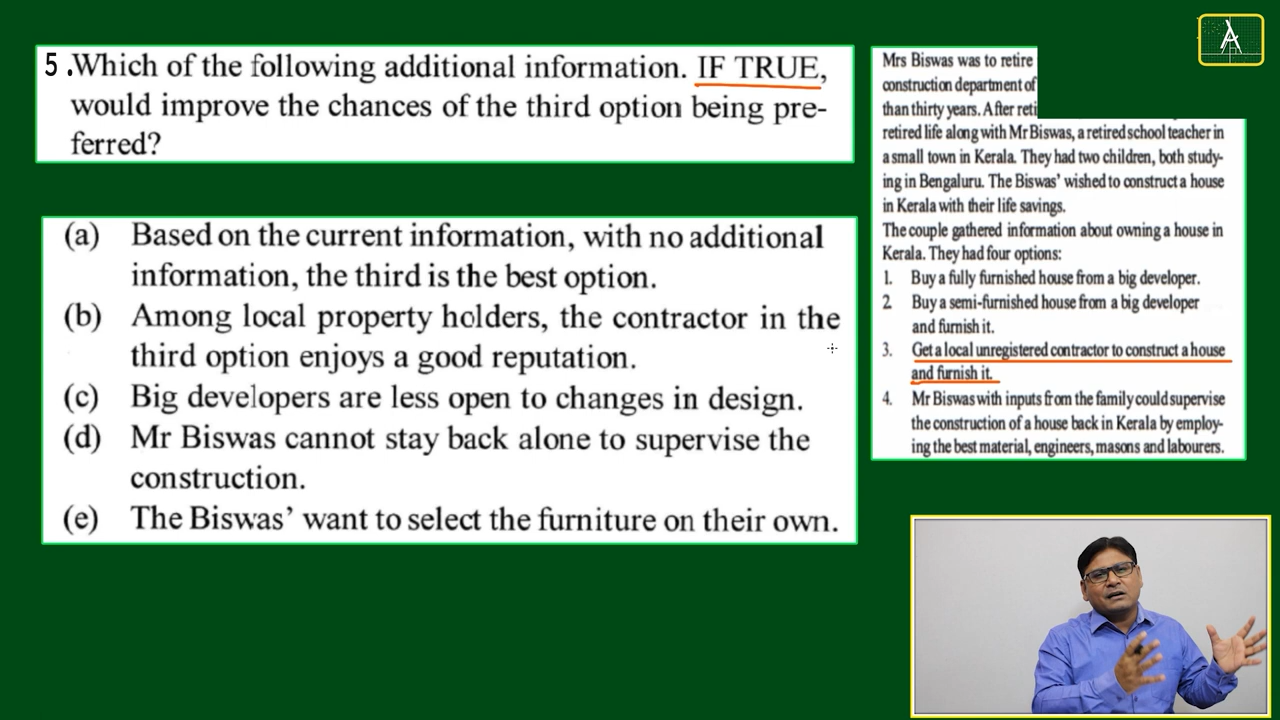 5.Which of the following additional information. IF TRUE,
would improve the chances of the third option being pre-
ferred?
(a) Based on the current information, with no additional
information, the third is the best option.
(b) Among local property holders, the contractor in the
third option enjoys a good reputation.
(c) Big developers are less open to changes in design.
(d) Mr Biswas cannot stay back alone to supervise the
construction.
(e) The Biswas' want to select the furniture on their own.
Mrs Biswas was to retire
construction department of
than thirty years. After reti
retired life along with Mr Biswas, a retired school teacher in
a small town in Kerala. They had two children, both study-
ing in Bengaluru. The Biswas' wished to construct a house
in Kerala with their life savings.
The couple gathered information about owning a house in
Kerala. They had four options:
1. Buy a fully furnished house from a big developer.
2 Buy a semi-furnished house from a big developer
and furnish it.
3. Get a local unregistered contractor to construct a house
and furnish it.
4. Mr Biswas with inputs from the family could supervise
the construction of a house back in Kerala by employ-
ing the best material, engineers, masons and labourers.
A